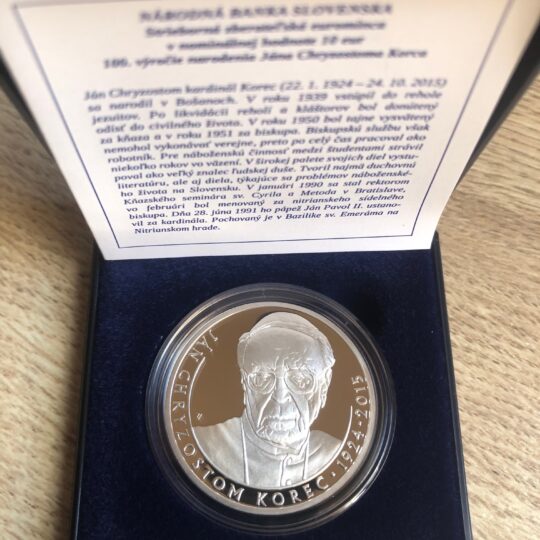 NÁRODNÁ BANKA SLOVENSKA
Strieborná zberateľská euromince
v nominálnej hodnote 10 eur
100. výročie narodenia Jána Chryzostoma Korca
Ján Chryzostom kardinál Korec (22. 1. 1924 – 24. 10. 2015)
sa narodil v Bošanoch. V roku 1939 vstúpil do rehole
jezuitov. Po likvidácii reholí a kláštorov bol donútený
odísť do civilného života. V roku 1950 bol tajne vysvätený
za kňaza a v roku 1951 za biskupa. Biskupskú službu však
nemohol vykonávať verejne, preto po celý čas pracoval ako
robotník. Pre náboženskú činnosť medzi študentami strávil
niekoľko rokov vo väzení. V širokej palete svojich diel vystu-
poval ako veľký znalec ľudskej duše. Tvoril najmä duchovnú
literatúru, ale aj diela, týkajúce sa problémov náboženské-
ho života na Slovensku. V januári 1990 sa stal rektorom
Kňazského seminára sv. Cyrila a Metoda v Bratislave,
vo februári bol menovaný za nitrianskeho sídelného
biskupa. Dňa 28. júna 1991 ho pápež Ján Pavol II. ustano-
vil za kardinála. Pochovaný je v Bazilike sv. Emeráma na
Nitrianskom hrade.
JÁN CHRYZOSTOM KOREC · 1924-2015